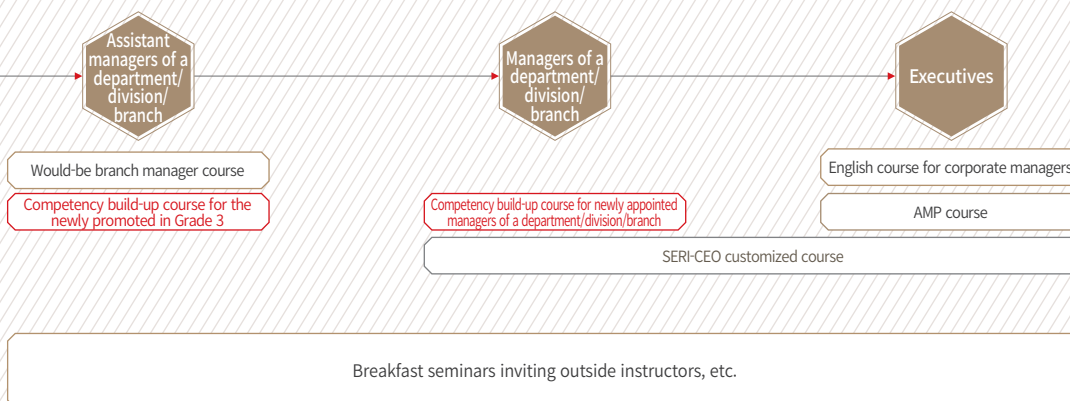 Assistant
managers of a
department/
division/
branch
Managers of a
department/
division/
branch
Executives
Would-be branch manager course
English course for corporate managers
Competency build-up course for the
newly promoted in Grade 3
Competency build-up course for newly appointed
managers of a department/division/branch
AMP course
SERI-CEO customized course
Breakfast seminars inviting outside instructors, etc.